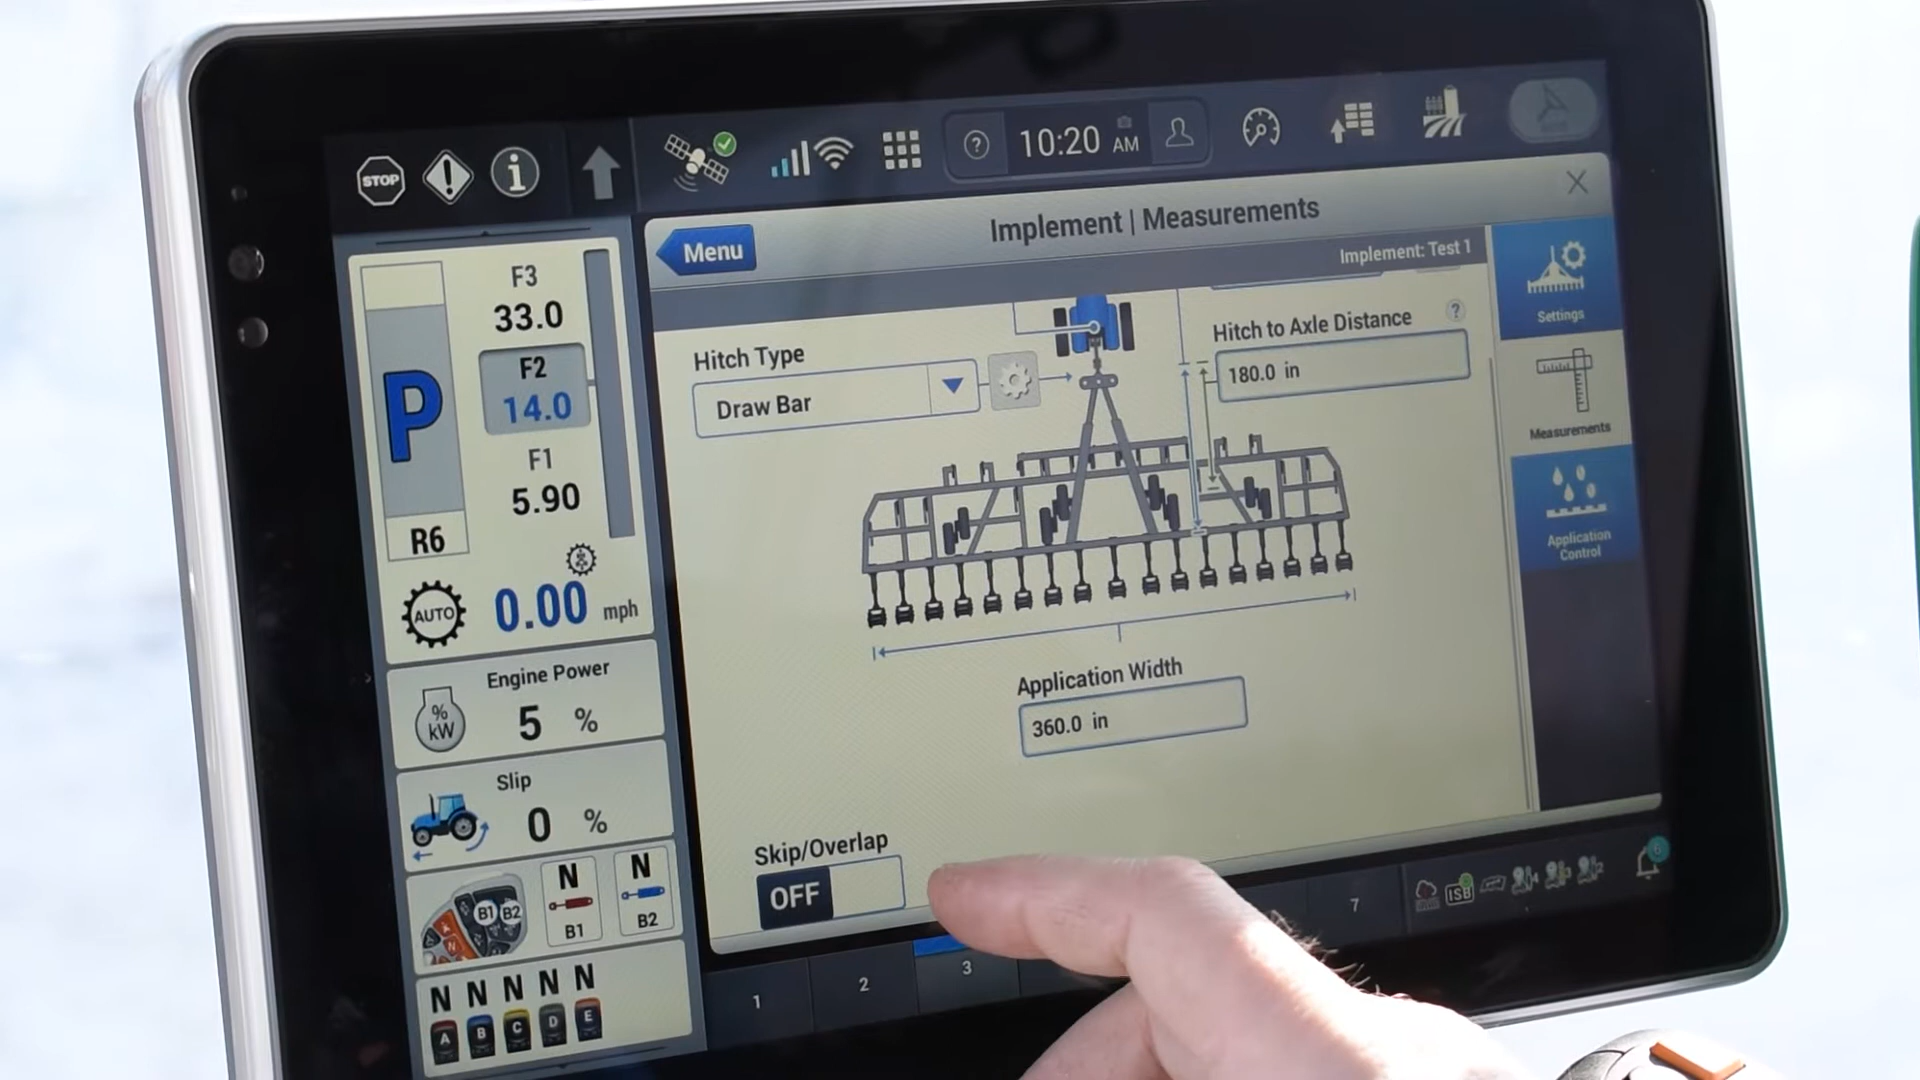 STOP
10:20 AM
Menu
Implement | Measurements
Implement: Test 1
F3
33.0
F2
14.0
F1
5.90
P
R6
AUTO
0.00 mph
Engine Power
% kW
5 %
Slip
0 %
N
N
B1 B2
N
B1
B2
N N N N N
A B C D E
Hitch Type
Draw Bar
Hitch to Axle Distance
?
180.0 in
Application Width
360.0 in
Skip/Overlap
OFF
Settings
Measurements
Application
Control
1
2
3
7
ISB
6